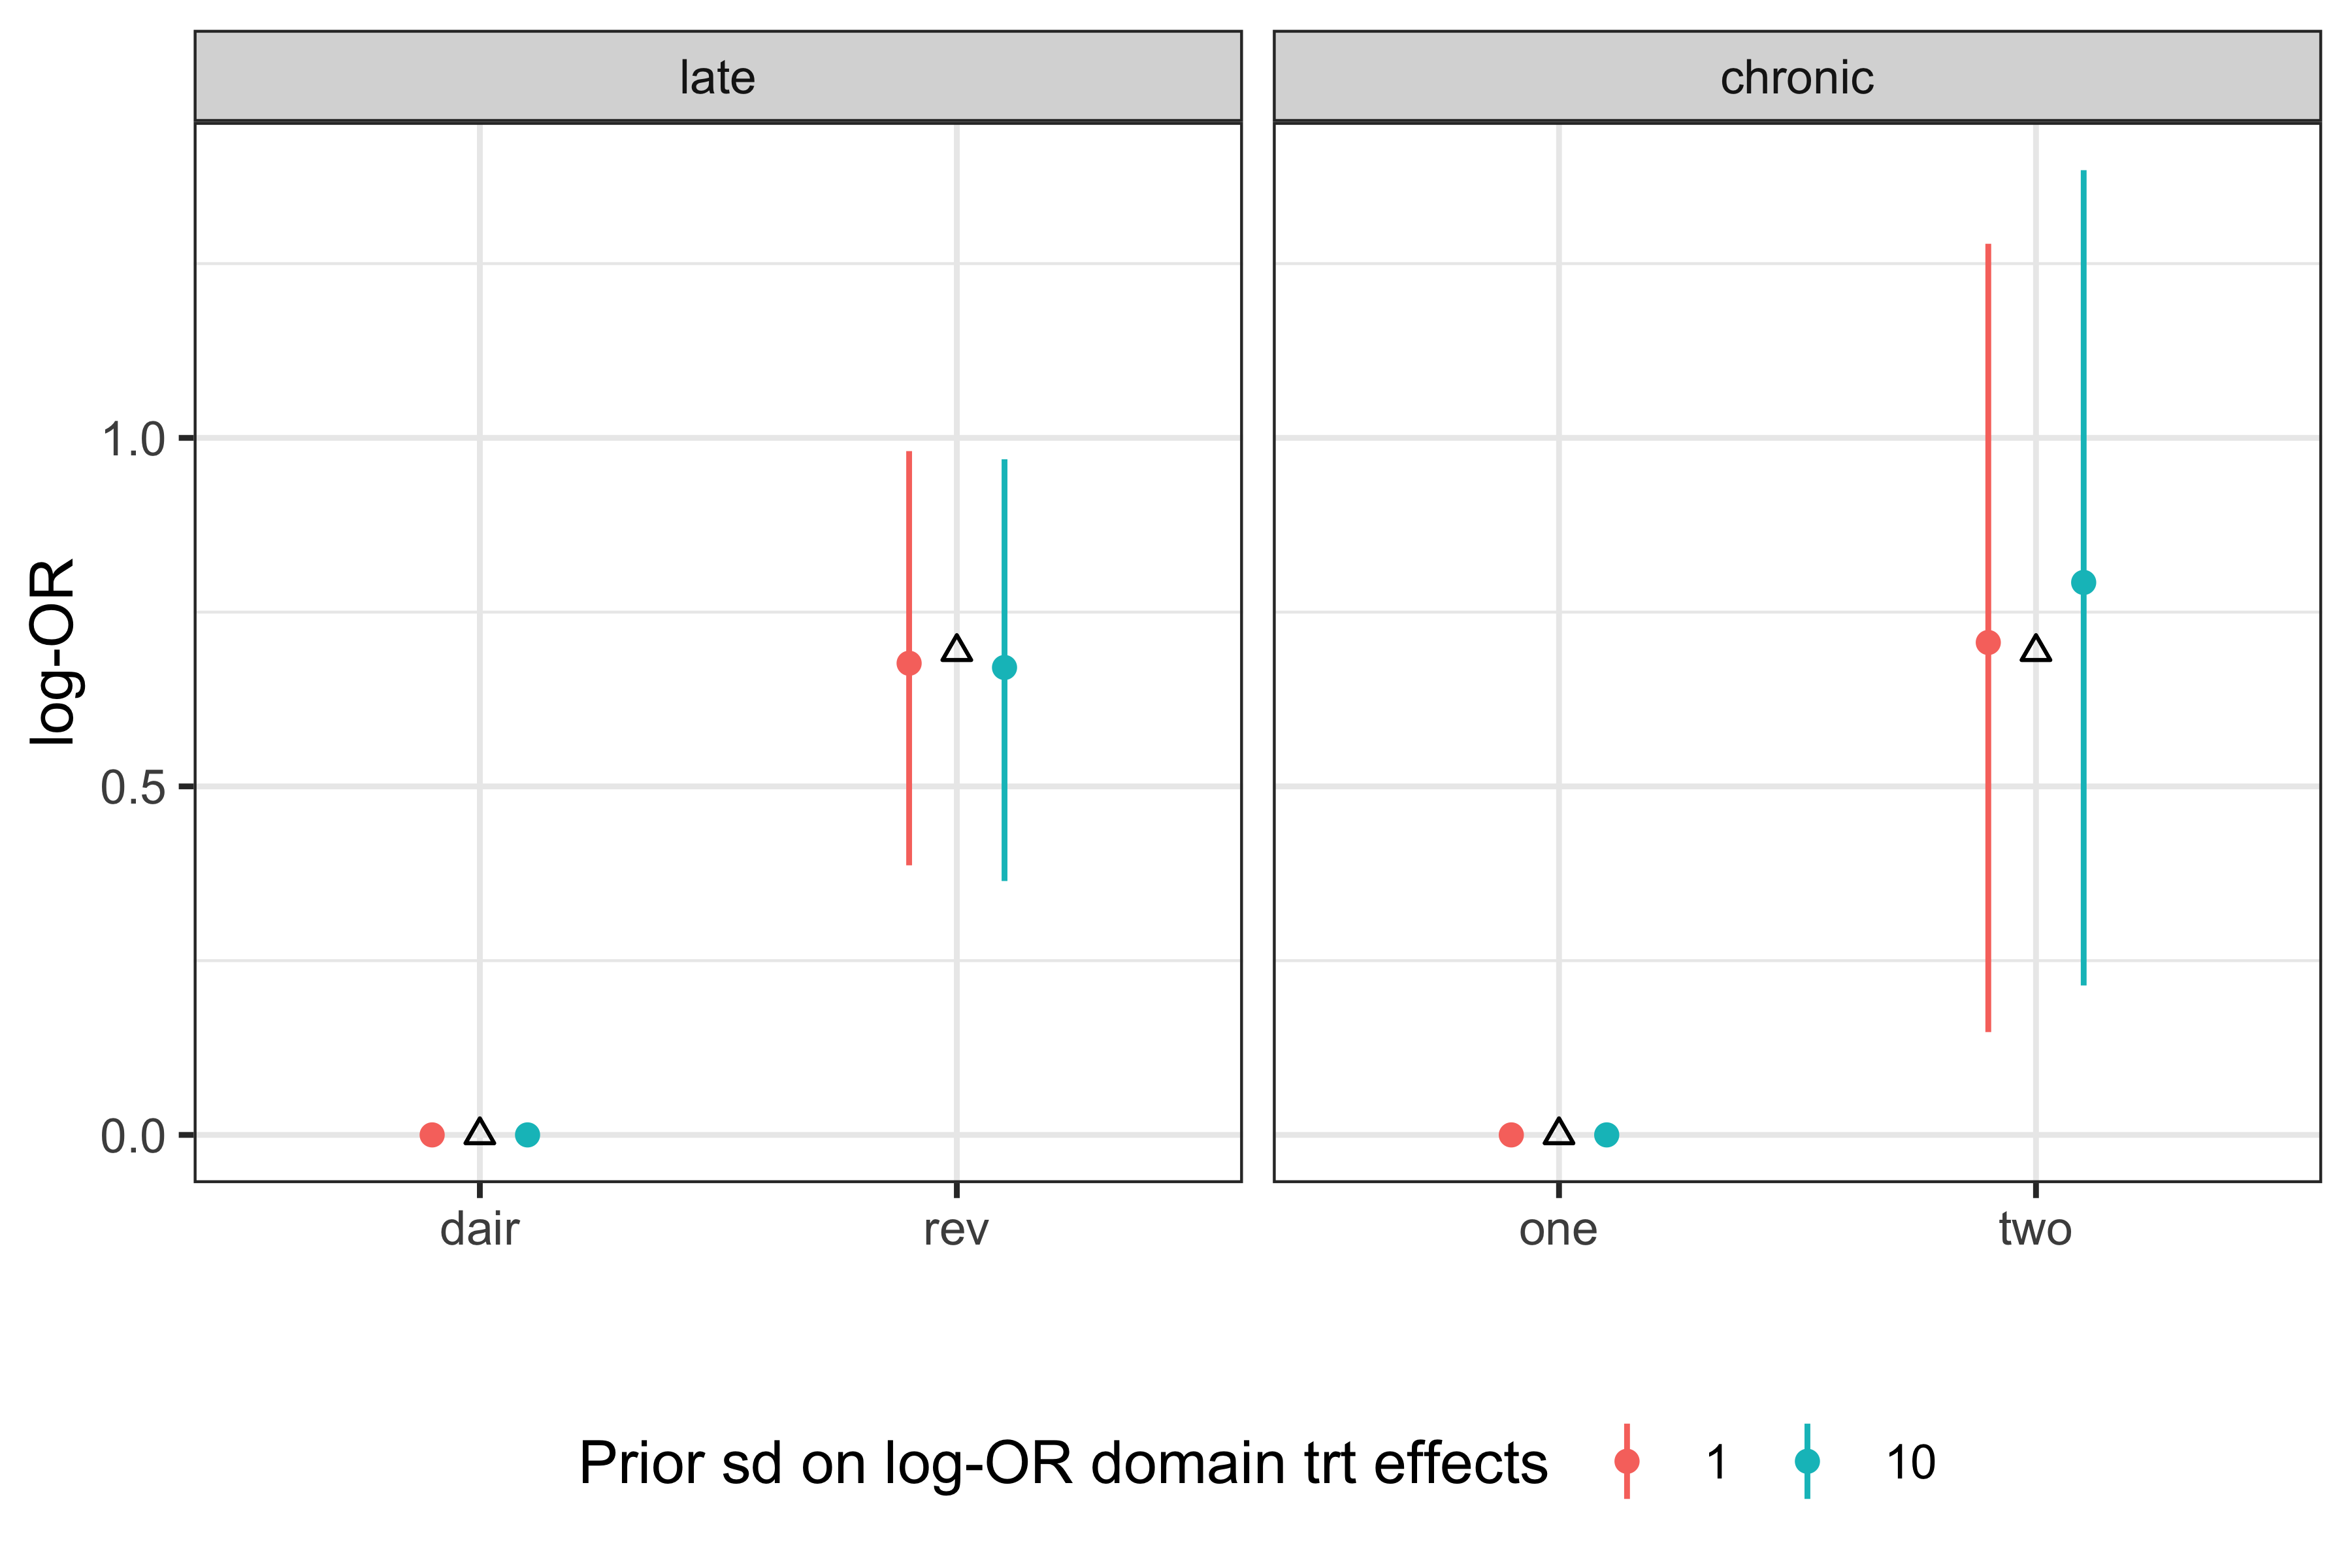 late
chronic
log-OR
1.0
0.5
0.0
dair
rev
one
two
Prior sd on log-OR domain trt effects 1 10